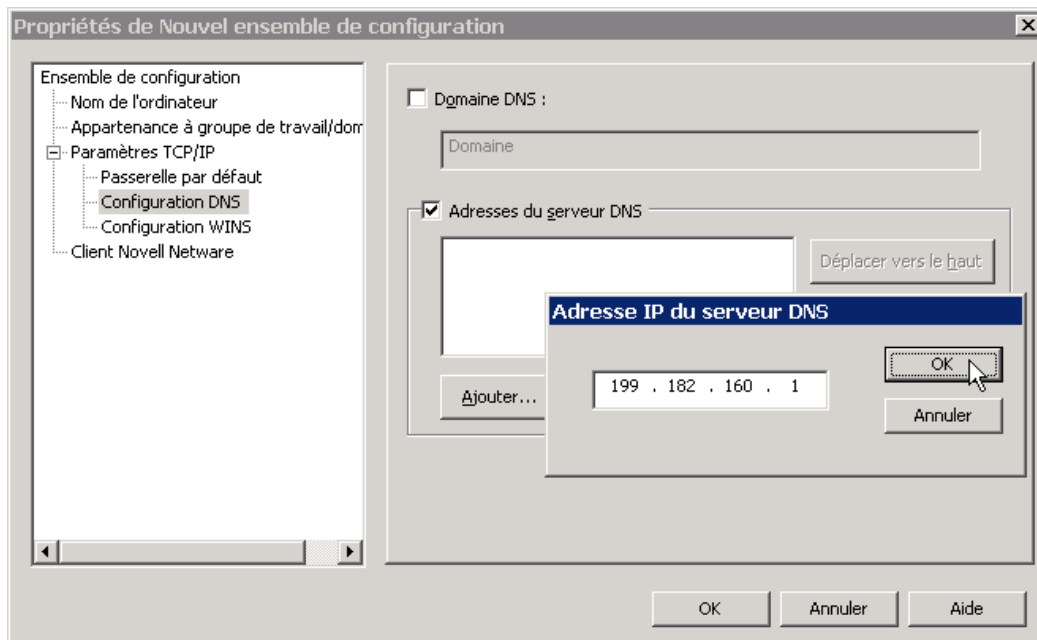 Propriétés de Nouvel ensemble de configuration
Ensemble de configuration
Nom de l'ordinateur
Appartenance à groupe de travail/dom
Paramètres TCP/IP
Passerelle par défaut
Configuration DNS
Configuration WINS
Client Novell Netware
Domaine DNS :
Domaine
Adresses du serveur DNS
Déplacer vers le haut
Adresse IP du serveur DNS
199 . 182 . 160 . 1
OK
Annuler
Ajouter...
OK
Annuler
Aide